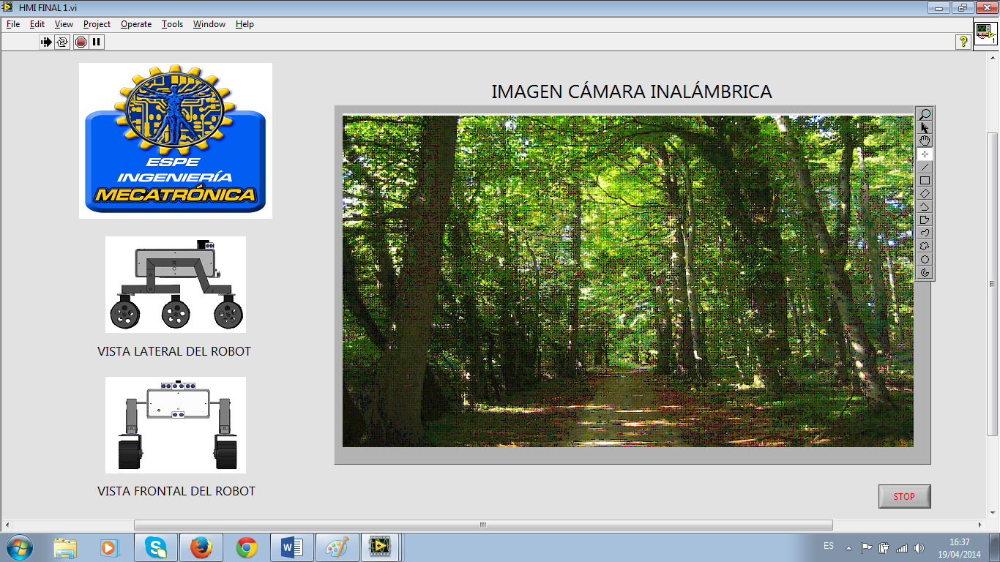 HMI FINAL 1.vi
File Edit View Project Operate Tools Window Help
1
ESPE
INGENIERÍA
MECATRÓNICA
IMAGEN CÁMARA INALÁMBRICA
VISTA LATERAL DEL ROBOT
VISTA FRONTAL DEL ROBOT
STOP
ES
16:37
19/04/2014